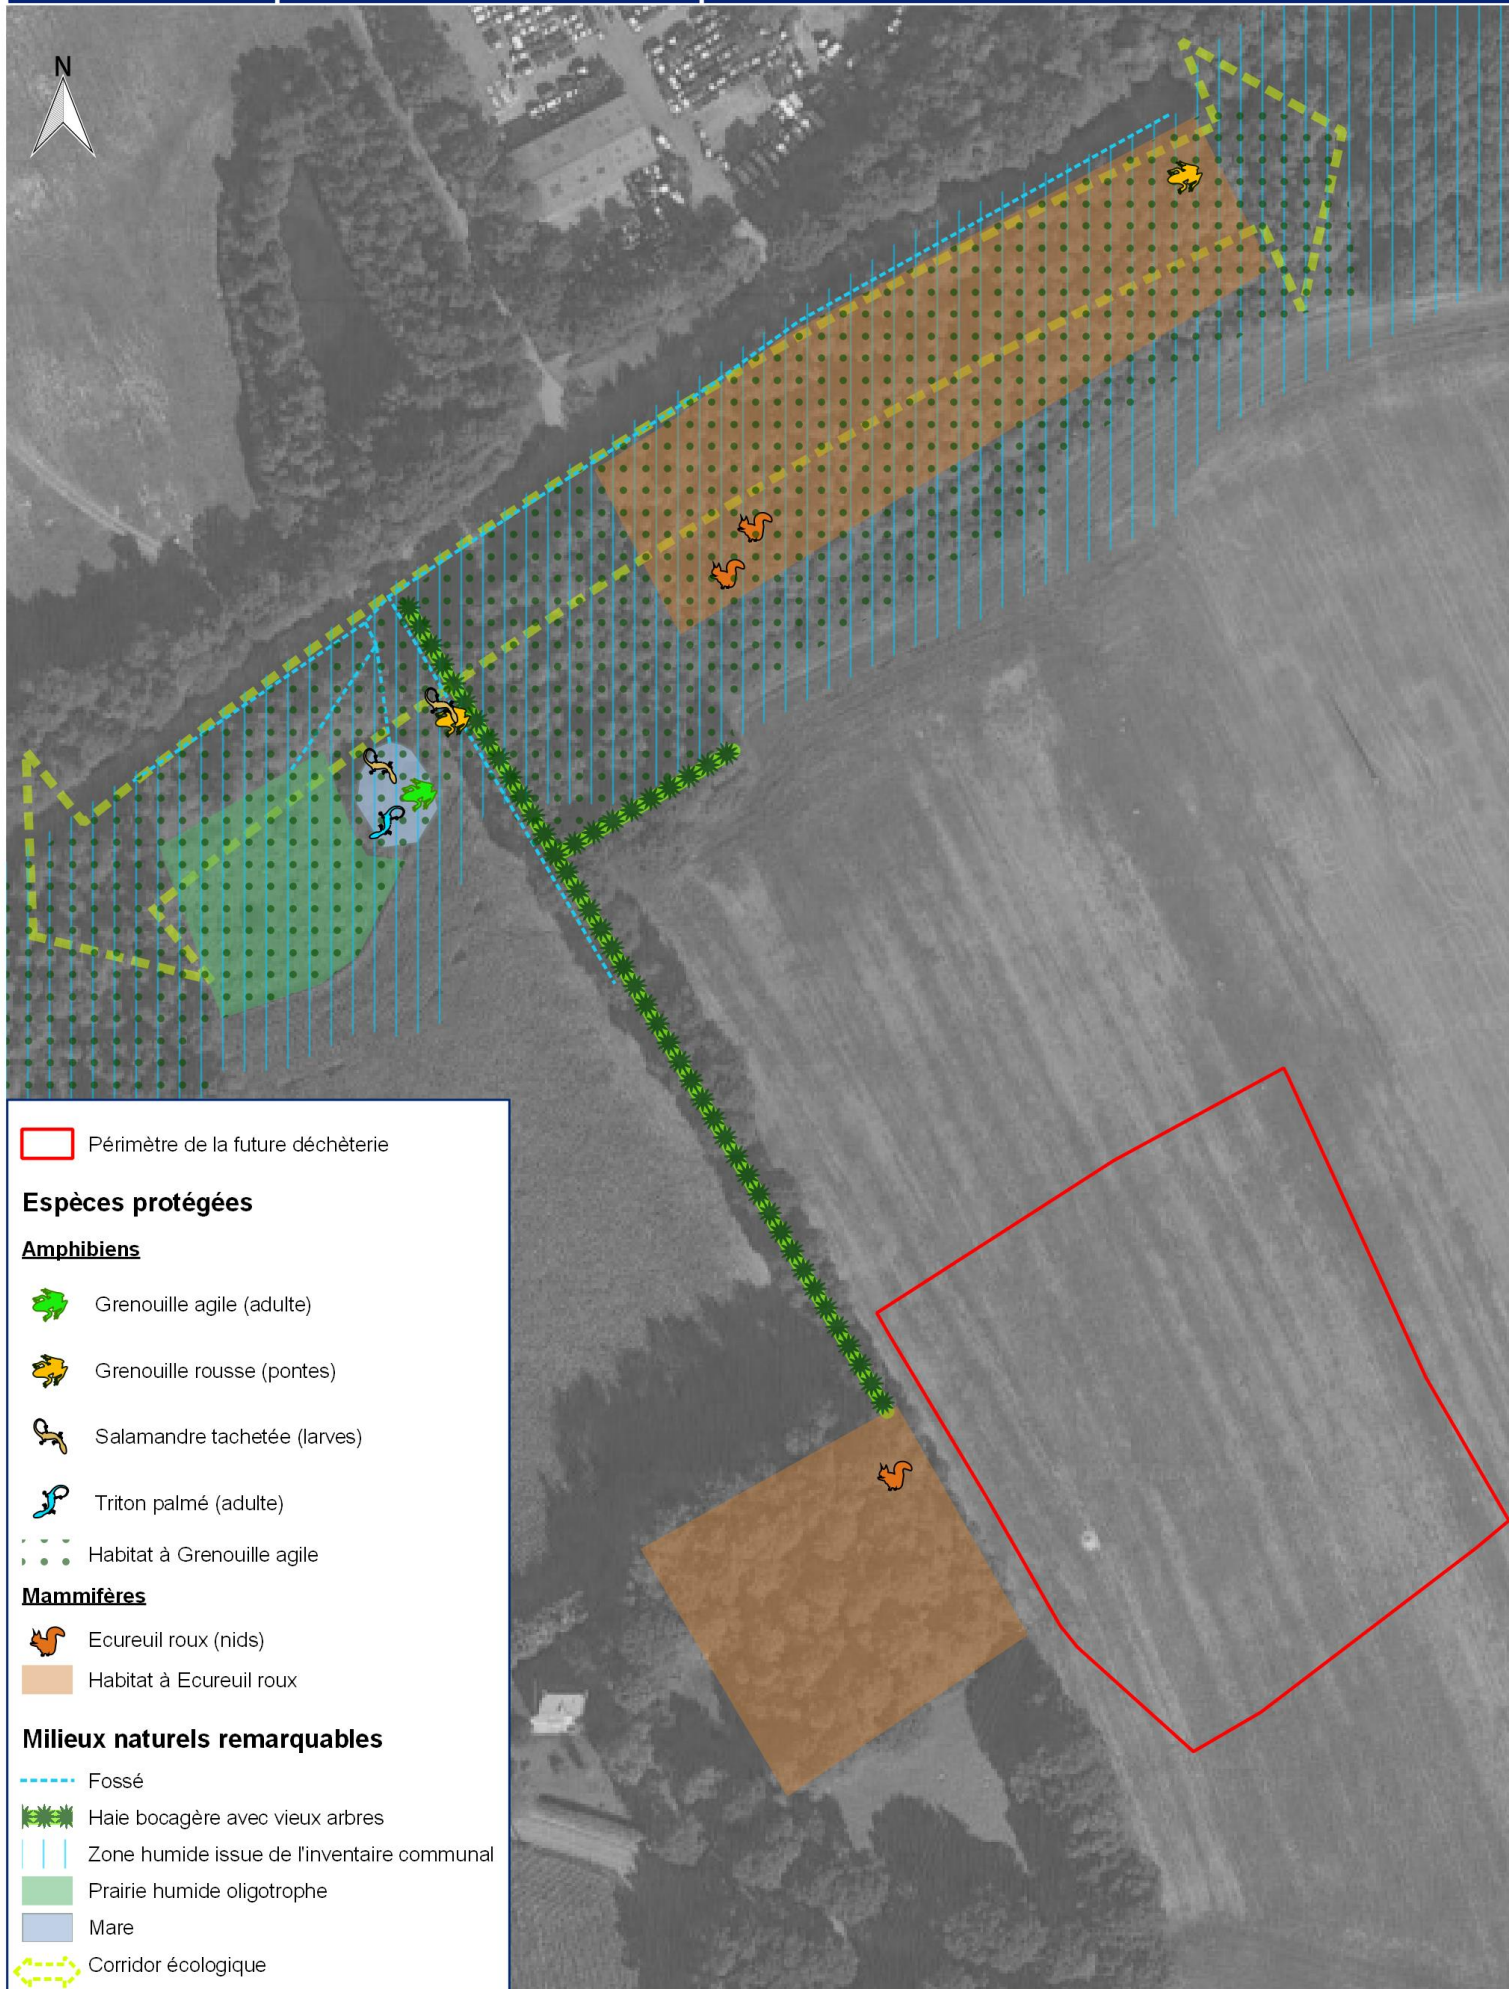 N
Périmètre de la future déchèterie
Espèces protégées
Amphibiens
Grenouille agile (adulte)
Grenouille rousse (pontes)
Salamandre tachetée (larves)
Triton palmé (adulte)
Habitat à Grenouille agile
Mammifères
Ecureuil roux (nids)
Habitat à Ecureuil roux
Milieux naturels remarquables
Fossé
Haie bocagère avec vieux arbres
Zone humide issue de l'inventaire communal
Prairie humide oligotrophe
Mare
Corridor écologique